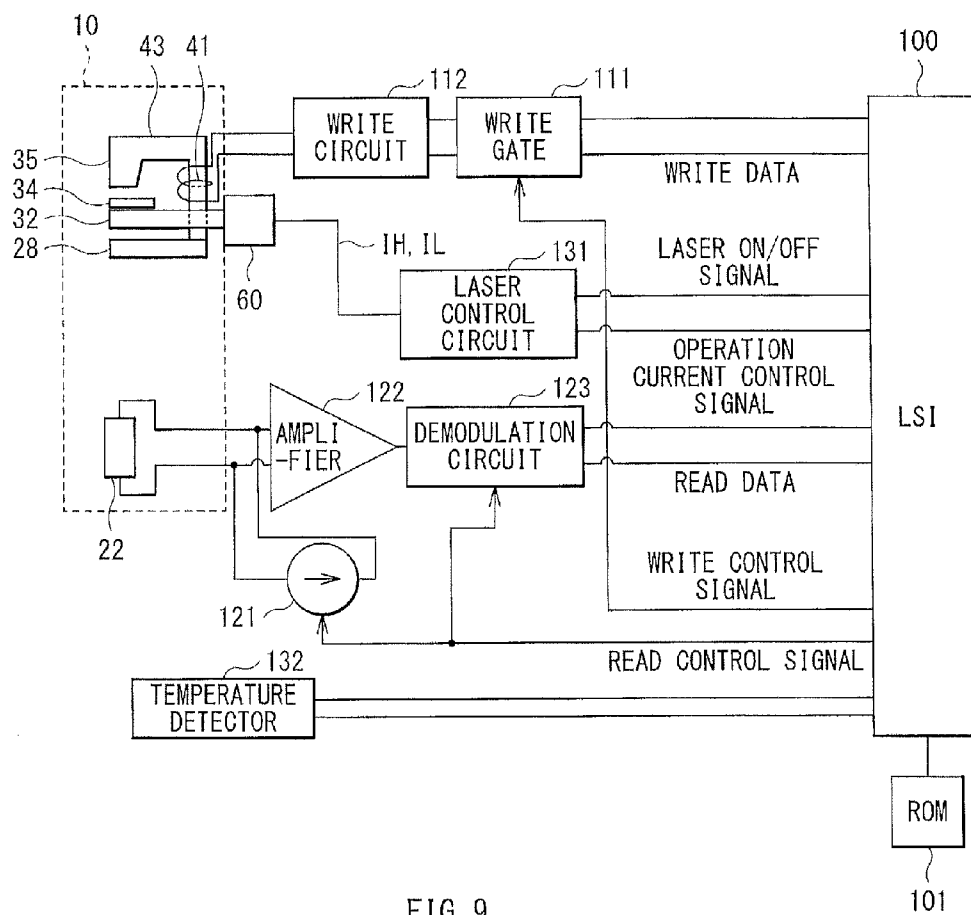 10
43
41
112
111
100
35
34
32
28
WRITE
CIRCUIT
WRITE
GATE
WRITE DATA
60
IH, IL
131
LASER
CONTROL
CIRCUIT
LASER ON/OFF
SIGNAL
OPERATION
CURRENT CONTROL
SIGNAL
LSI
122
123
AMPLI
-FIER
DEMODULATION
CIRCUIT
READ DATA
22
121
WRITE CONTROL
SIGNAL
READ CONTROL SIGNAL
132
TEMPERATURE
DETECTOR
ROM
101
FIG. 9